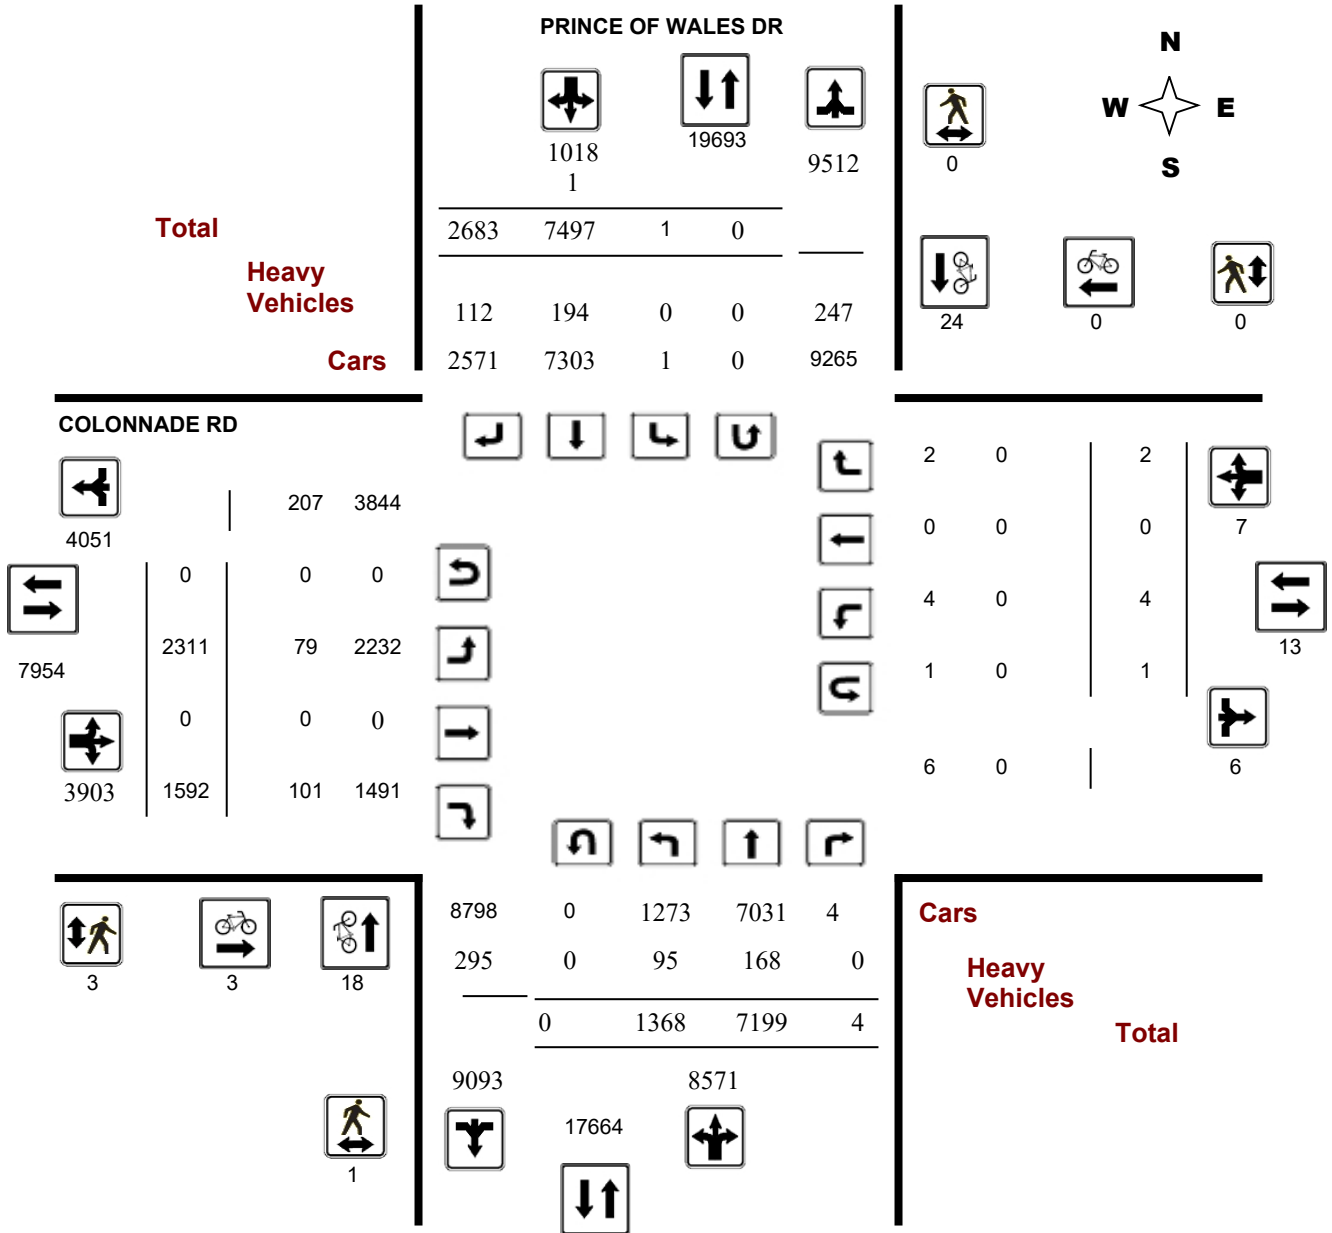 PRINCE OF WALES DR
N
W E
S
1018
1
19693
9512
0
Total
2683 7497 1 0
Heavy
Vehicles
112 194 0 0 247
24 0 0
Cars
2571 7303 1 0 9265
COLONNADE RD
2 0 2
207 3844
4051
0 0 0 7
0 0 0
4 0 4
2311 79 2232
13
7954
1 0 1
0 0 0
6 0 6
3903 1592 101 1491
8798 0 1273 7031 4
Cars
295 0 95 168 0
Heavy
Vehicles
3 3 18
0 1368 7199 4
Total
9093 8571
17664
1